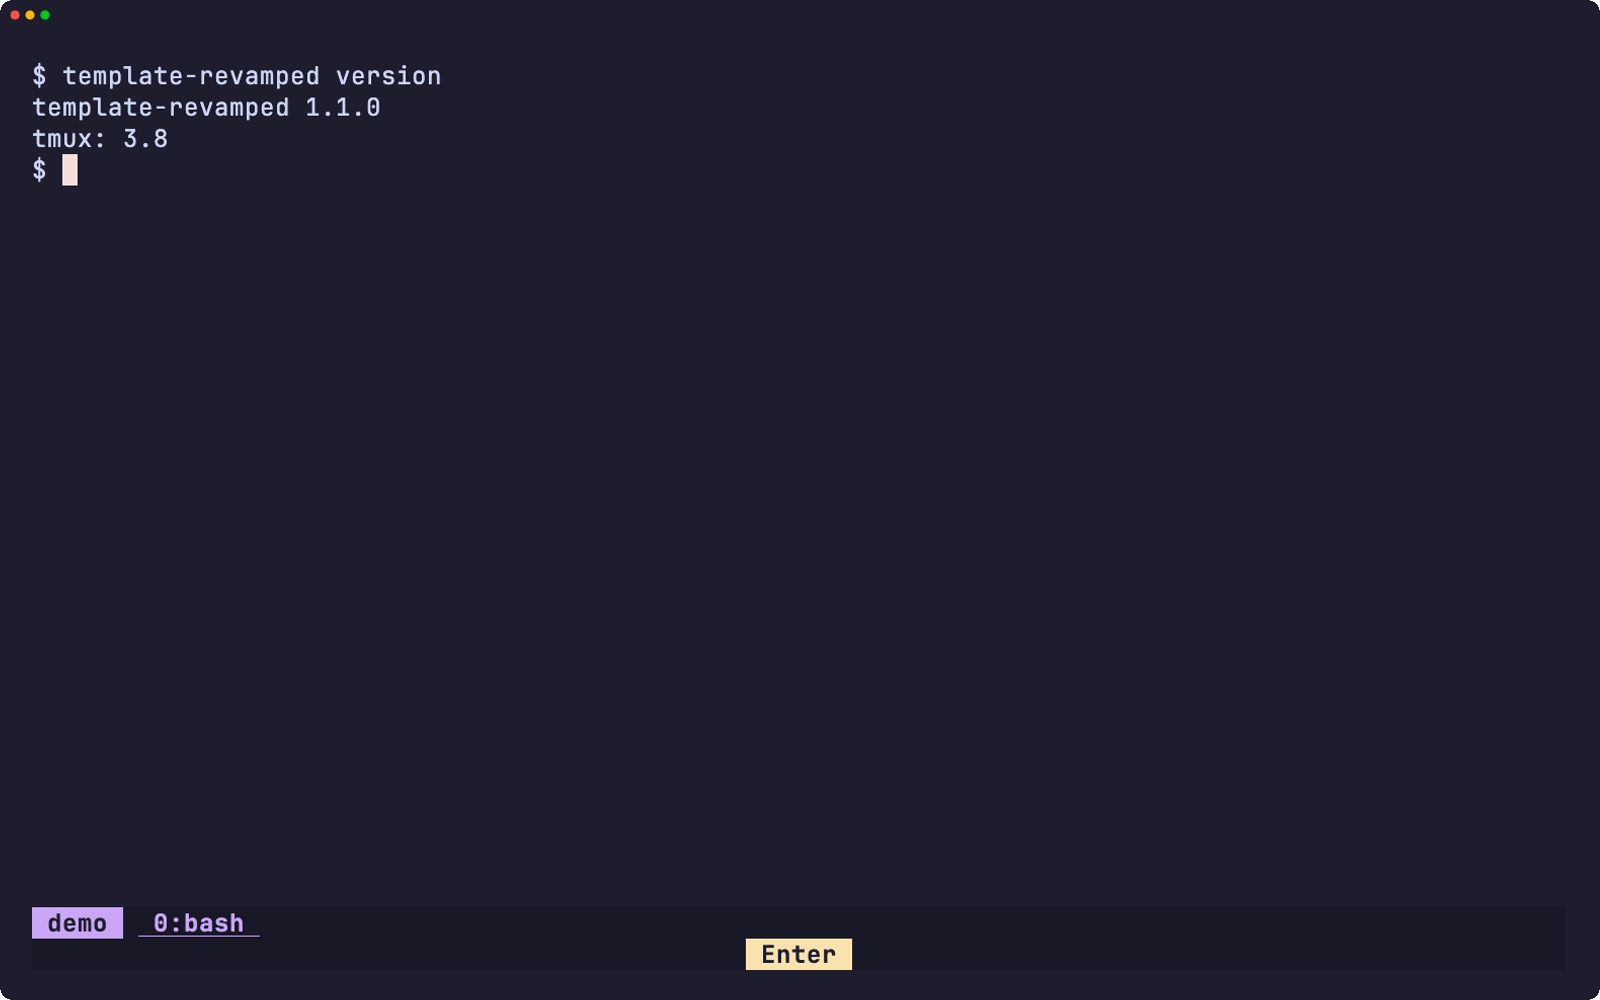 $ template-revamped version
template-revamped 1.1.0
tmux: 3.8
$
demo 0:bash
Enter